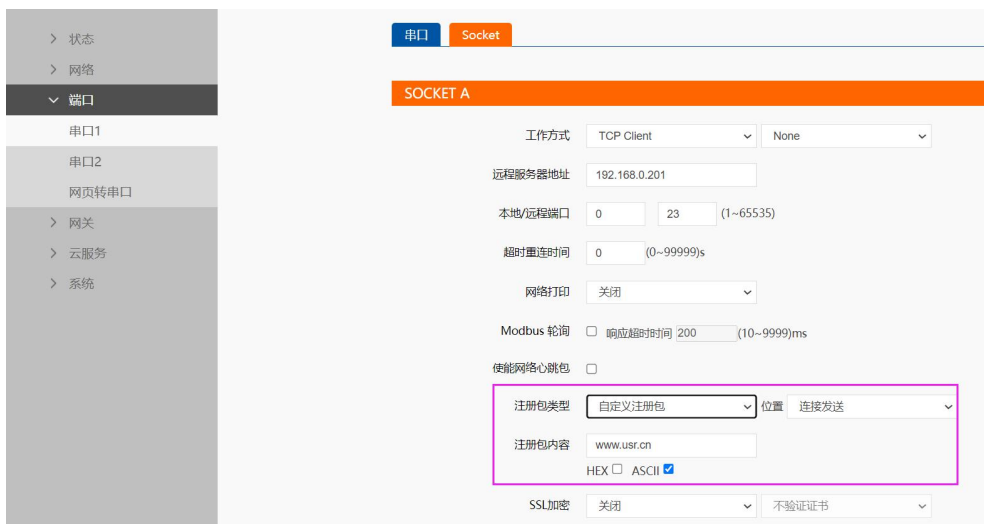 状态
网络
端口
串口1
串口2
网页转串口
网关
云服务
系统
串口 Socket
SOCKET A
工作方式 TCP Client None
远程服务器地址 192.168.0.201
本地/远程端口 0 23 (1~65535)
超时重连时间 0 (0~99999)s
网络打印 关闭
Modbus 轮询 响应超时时间 200 (10~9999)ms
使能网络心跳包
注册包类型 自定义注册包 位置 连接发送
注册包内容 www.usr.cn
HEX ASCII
SSL加密 关闭 不验证证书